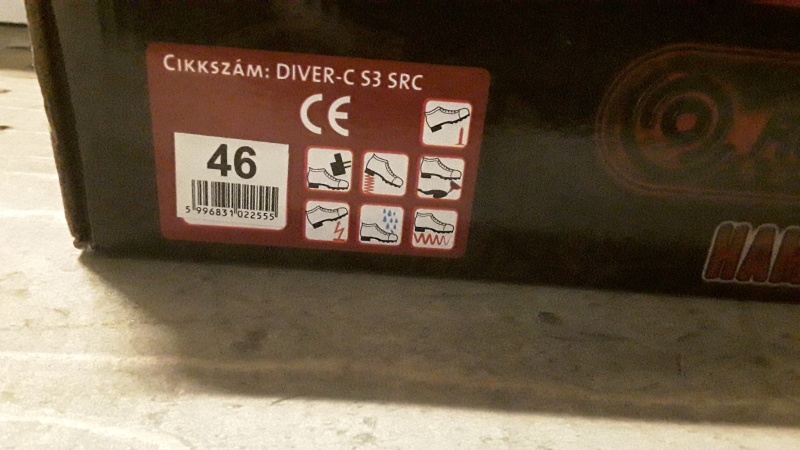 CIKKSZÁM: DIVER-C S3 SRC
CE
46
5 996831 022555